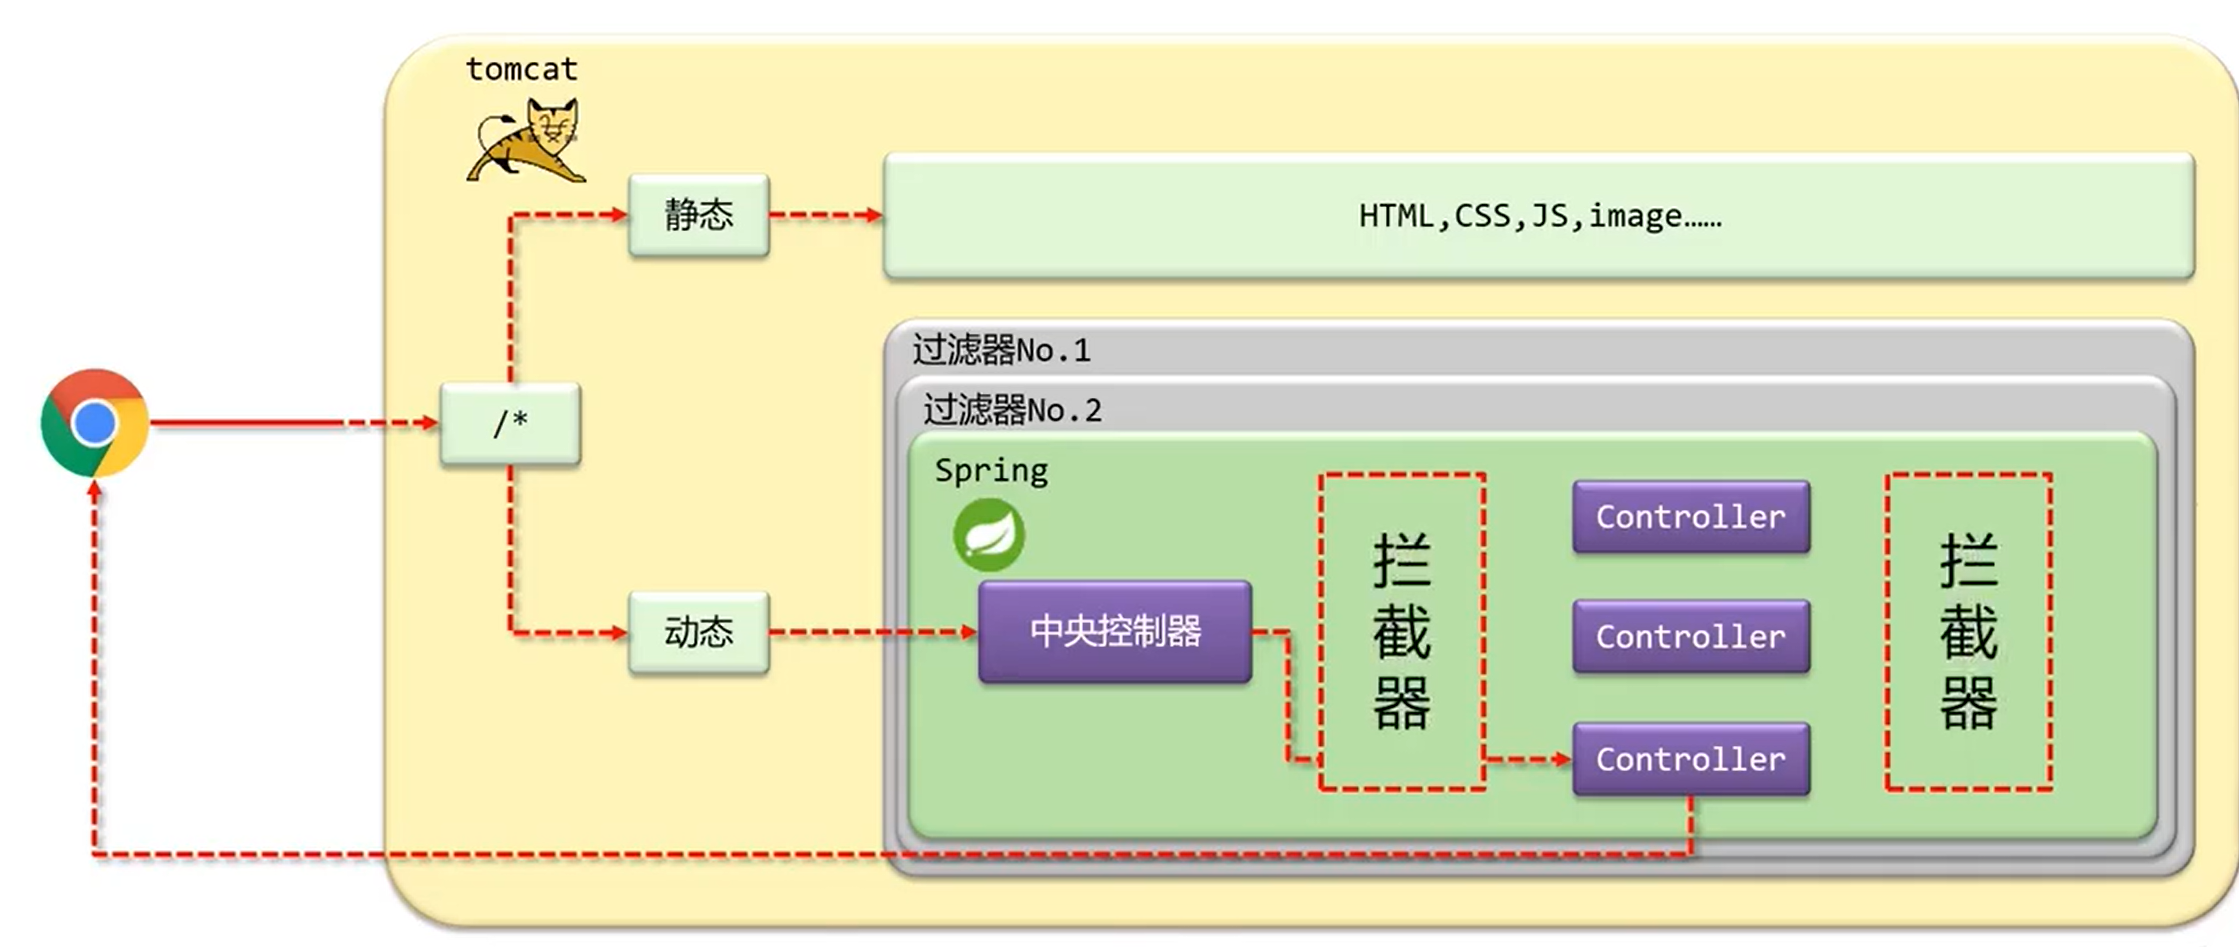 tomcat
静态
HTML,CSS,JS,image……
/*
动态
过滤器No.1
过滤器No.2
Spring
中央控制器
拦
截
器
Controller
Controller
Controller
拦
截
器